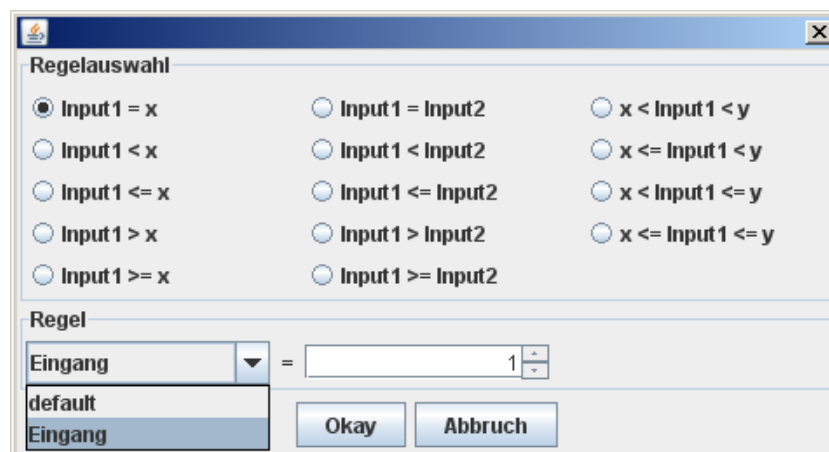 Regelauswahl
Input1 = x Input1 = Input2 x < Input1 < y
Input1 < x Input1 < Input2 x <= Input1 < y
Input1 <= x Input1 <= Input2 x < Input1 <= y
Input1 > x Input1 > Input2 x <= Input1 <= y
Input1 >= x Input1 >= Input2
Regel
Eingang = 1
default
Eingang
Okay Abbruch